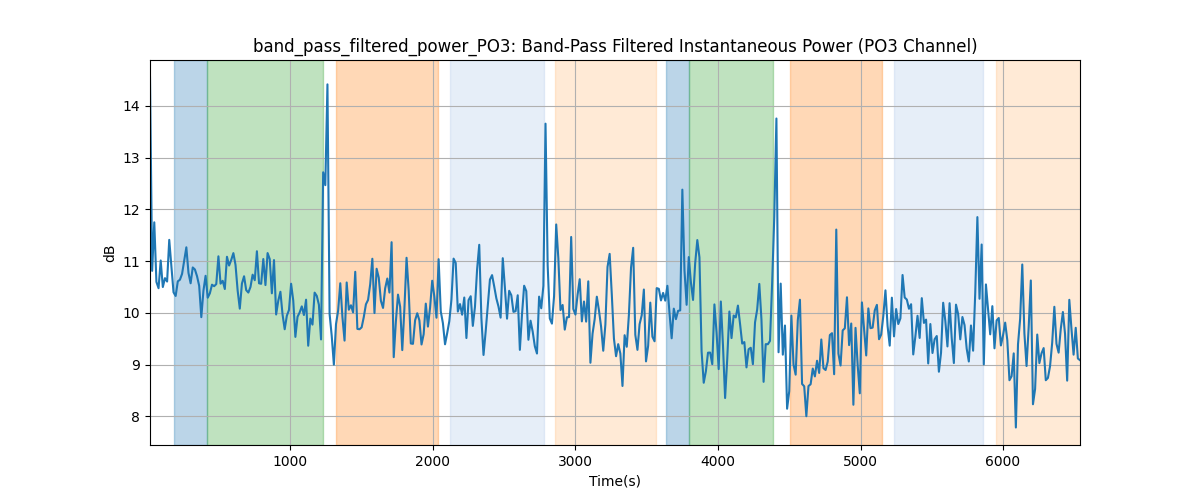 band_pass_filtered_power_PO3: Band-Pass Filtered Instantaneous Power (PO3 Channel)
14
13
12
11
10
9
8
dB
1000 2000 3000 4000 5000 6000
Time(s)